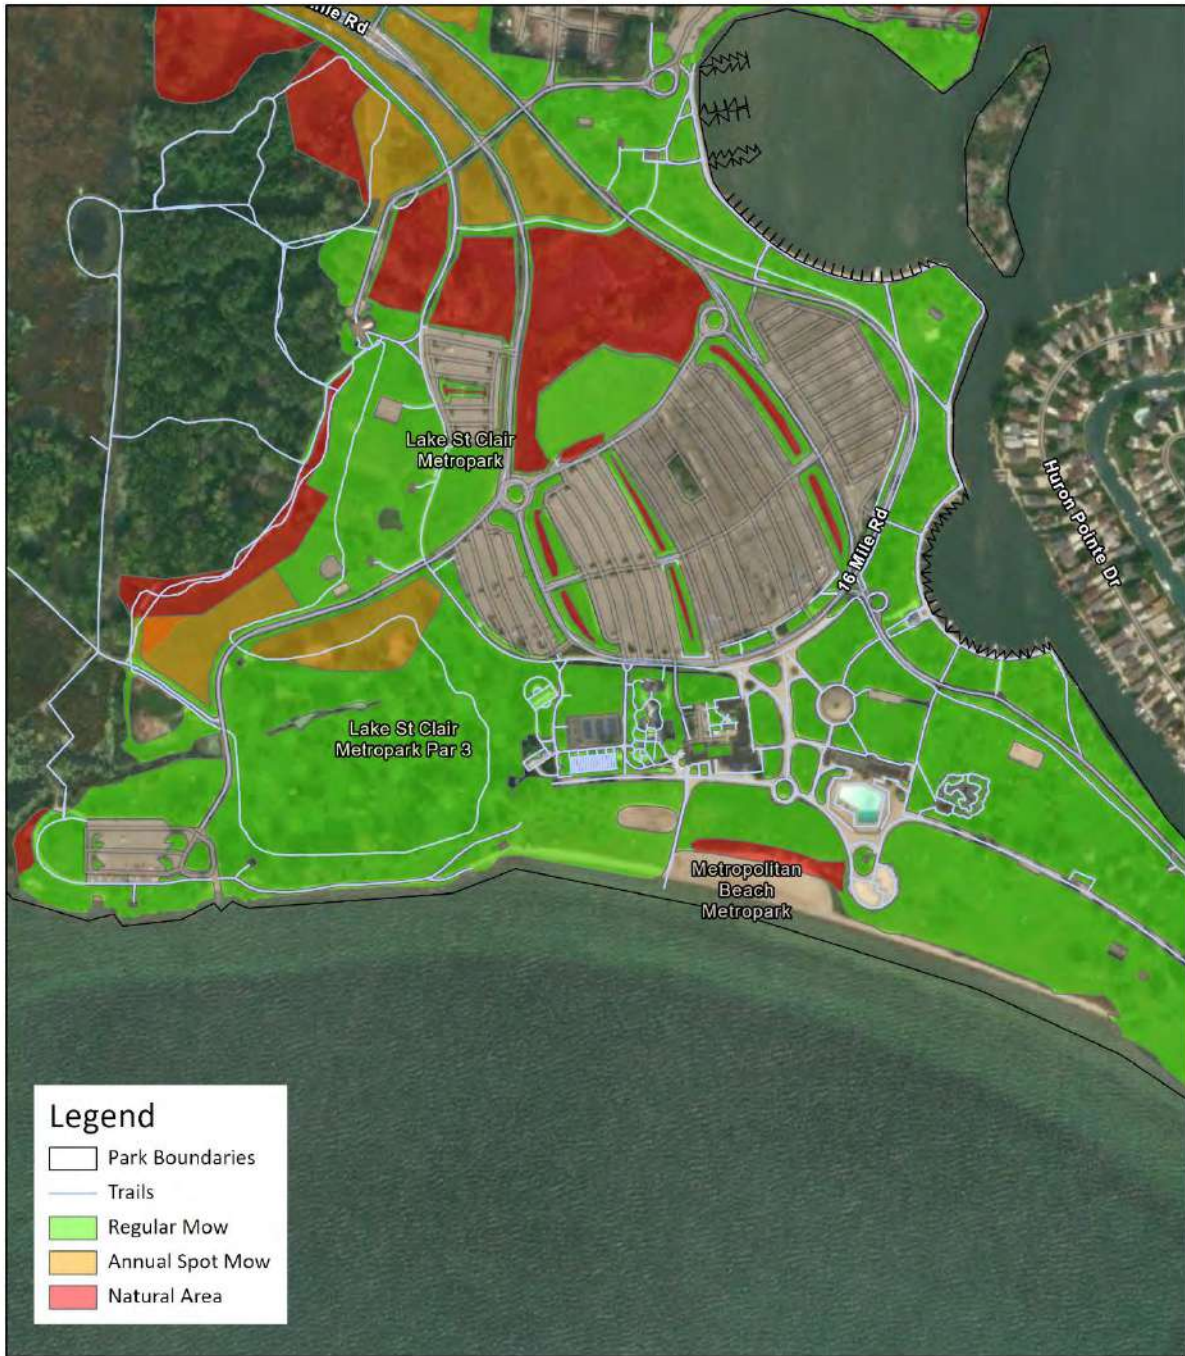 Mile Rd
Lake St Clair
Metropark
16 Mile Rd
Huron Pointe Dr
Lake St Clair
Metropark Par 3
Metropolitan
Beach
Metropark
Legend
Park Boundaries
Trails
Regular Mow
Annual Spot Mow
Natural Area